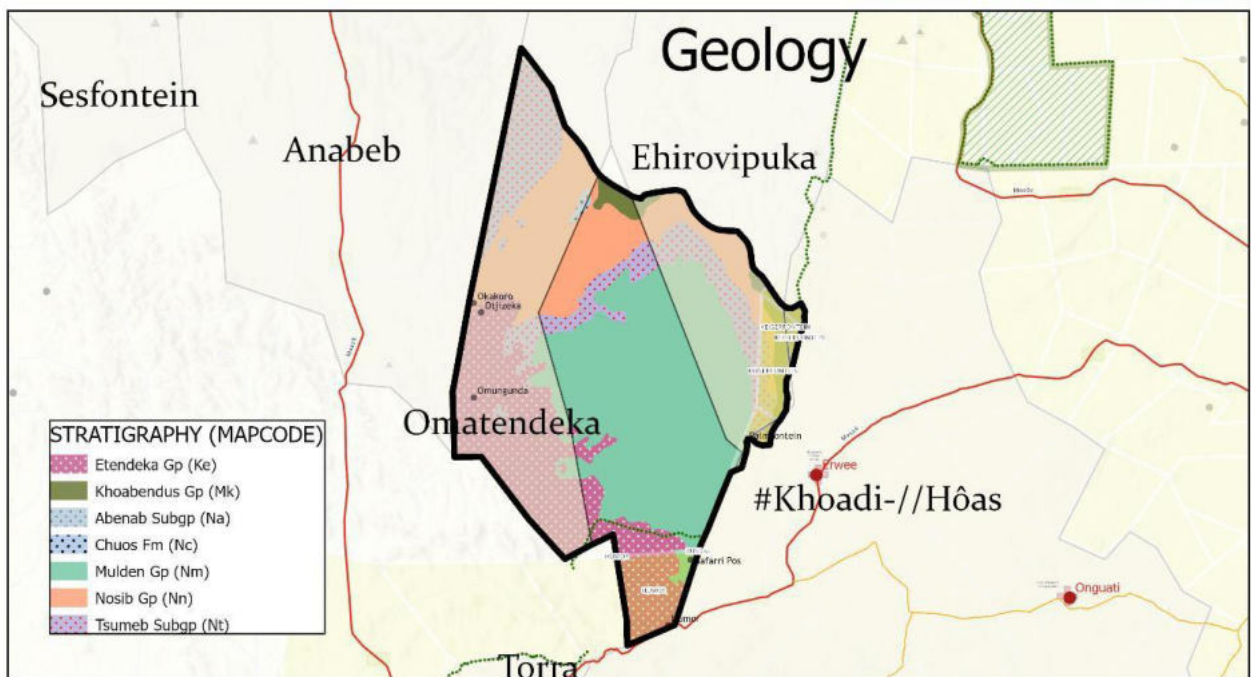 Geology
Sesfontein
Anabeb
Ehirovipuka
Okakoro
Otjizeka
Omungunda
Omatendeka
Erwee
#Khoadi-//Hôas
Onguati
Torra
STRATIGRAPHY (MAPCODE)
Etendeka Gp (Ke)
Khoabendus Gp (Mk)
Abenab Subgp (Na)
Chuos Fm (Nc)
Mulden Gp (Nm)
Nosib Gp (Nn)
Tsumeb Subgp (Nt)